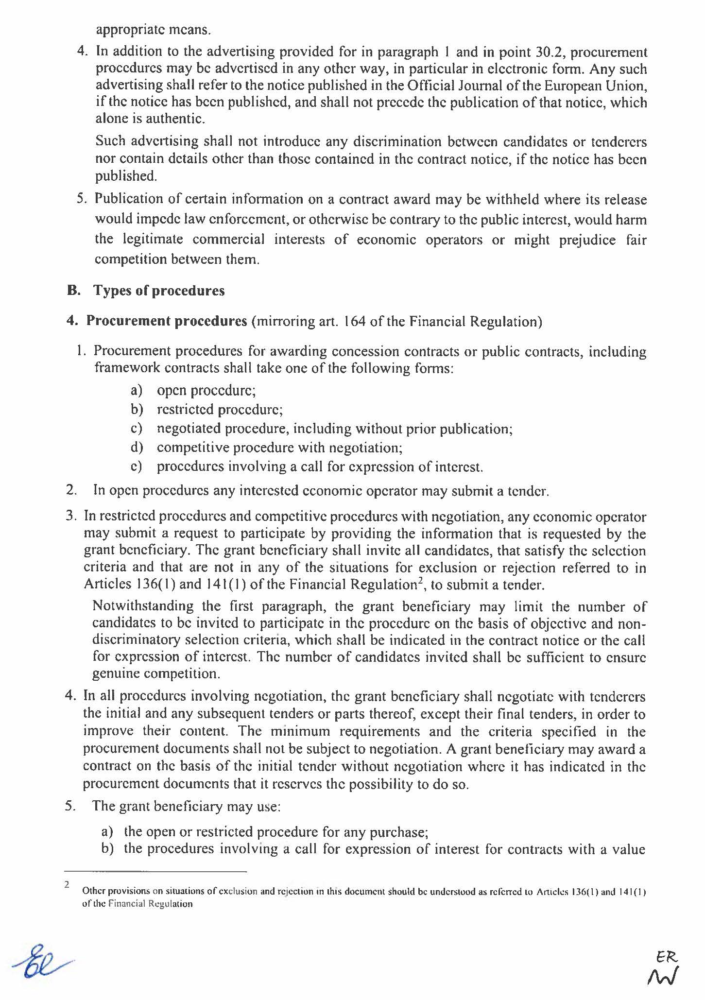 appropriate means.
4. In addition to the advertising provided for in paragraph 1 and in point 30.2, procurement
procedures may be advertised in any other way, in particular in electronic form. Any such
advertising shall refer to the notice published in the Official Journal of the European Union,
if the notice has been published, and shall not precede the publication of that notice, which
alone is authentic.
Such advertising shall not introduce any discrimination between candidates or tenderers
nor contain details other than those contained in the contract notice, if the notice has been
published.
5. Publication of certain information on a contract award may be withheld where its release
would impede law enforcement, or otherwise be contrary to the public interest, would harm
the legitimate commercial interests of economic operators or might prejudice fair
competition between them.
B. Types of procedures
4. Procurement procedures (mirroring art. 164 of the Financial Regulation)
1. Procurement procedures for awarding concession contracts or public contracts, including
framework contracts shall take one of the following forms:
a) open procedure;
b) restricted procedure;
c) negotiated procedure, including without prior publication;
d) competitive procedure with negotiation;
e) procedures involving a call for expression of interest.
2. In open procedures any interested economic operator may submit a tender.
3. In restricted procedures and competitive procedures with negotiation, any economic operator
may submit a request to participate by providing the information that is requested by the
grant beneficiary. The grant beneficiary shall invite all candidates, that satisfy the selection
criteria and that are not in any of the situations for exclusion or rejection referred to in
Articles 136(1) and 141(1) of the Financial Regulation², to submit a tender.
Notwithstanding the first paragraph, the grant beneficiary may limit the number of
candidates to be invited to participate in the procedure on the basis of objective and non-
discriminatory selection criteria, which shall be indicated in the contract notice or the call
for expression of interest. The number of candidates invited shall be sufficient to ensure
genuine competition.
4. In all procedures involving negotiation, the grant beneficiary shall negotiate with tenderers
the initial and any subsequent tenders or parts thereof, except their final tenders, in order to
improve their content. The minimum requirements and the criteria specified in the
procurement documents shall not be subject to negotiation. A grant beneficiary may award a
contract on the basis of the initial tender without negotiation where it has indicated in the
procurement documents that it reserves the possibility to do so.
5. The grant beneficiary may use:
a) the open or restricted procedure for any purchase;
b) the procedures involving a call for expression of interest for contracts with a value
2 Other provisions on situations of exclusion and rejection in this document should be understood as referred to Articles 136(1) and 141(1)
of the Financial Regulation
ER